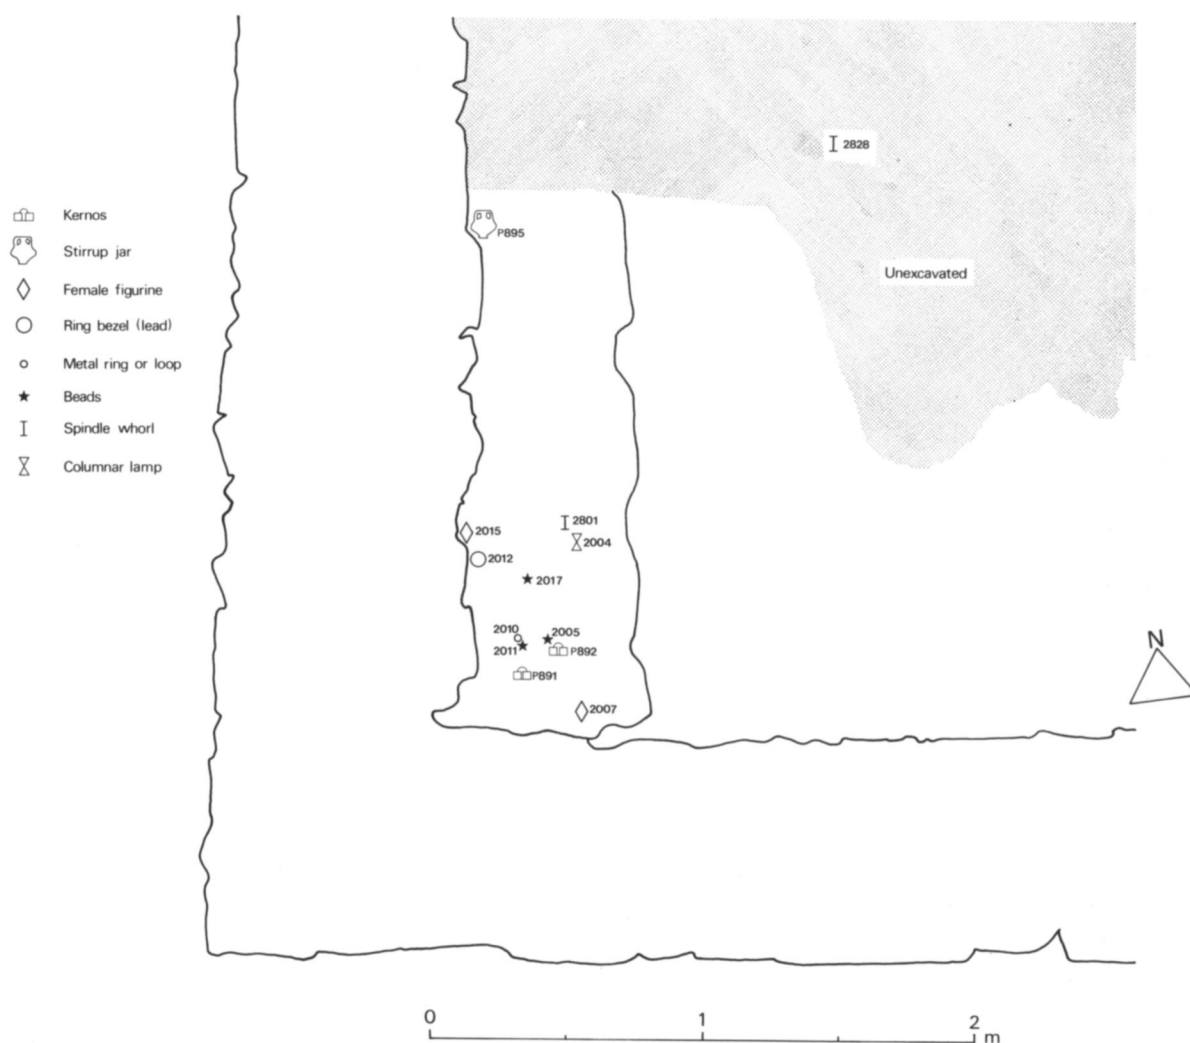 2828
Kernos
Stirrup jar
P895
Unexcavated
Female figurine
Ring bezel (lead)
Metal ring or loop
Beads
Spindle whorl
Columnar lamp
2801
2015
2004
2012
2017
2010
2005
2011
P892
P891
N
2007
0
1
2
m